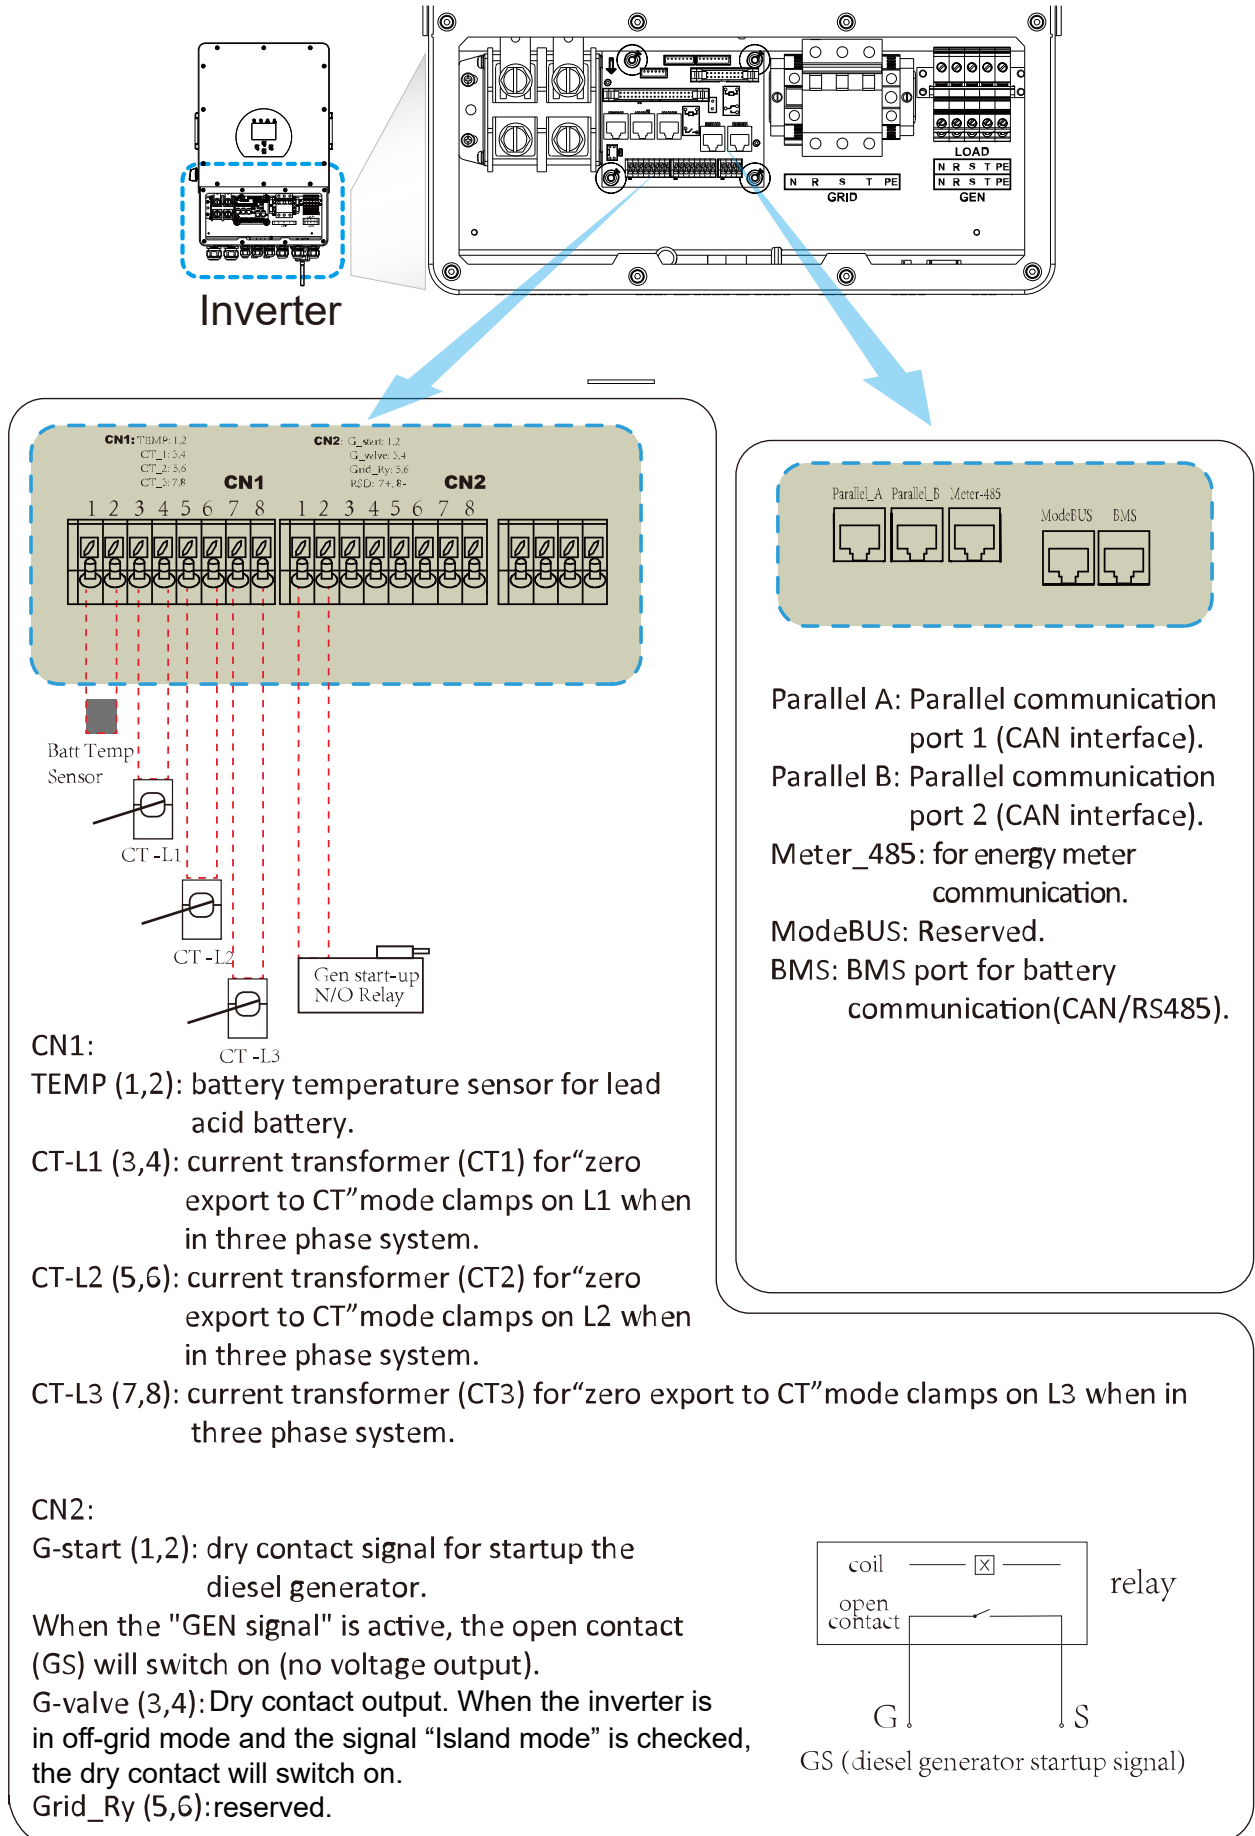 LOAD
N R S T PE
N R S T PE
GEN
N R S T PE
GRID
Inverter
CN1: TEMP: 1,2
CT_1: 3,4
CT_2: 5,6
CT_3: 7,8
CN1
CN2: G_start: 1,2
G_valve: 3,4
Grid_Ry: 5,6
RSD: 7+, 8-
CN2
1 2 3 4 5 6 7 8
1 2 3 4 5 6 7 8
Batt Temp
Sensor
CT -L1
CT -L2
CT -L3
Gen start-up
N/O Relay
Parallel_A Parallel_B Meter-485
ModeBUS BMS
Parallel A: Parallel communication
port 1 (CAN interface).
Parallel B: Parallel communication
port 2 (CAN interface).
Meter_485: for energy meter
communication.
ModeBUS: Reserved.
BMS: BMS port for battery
communication(CAN/RS485).
CN1:
TEMP (1,2): battery temperature sensor for lead
acid battery.
CT-L1 (3,4): current transformer (CT1) for“zero
export to CT”mode clamps on L1 when
in three phase system.
CT-L2 (5,6): current transformer (CT2) for“zero
export to CT”mode clamps on L2 when
in three phase system.
CT-L3 (7,8): current transformer (CT3) for“zero export to CT”mode clamps on L3 when in
three phase system.
CN2:
G-start (1,2): dry contact signal for startup the
diesel generator.
When the "GEN signal" is active, the open contact
(GS) will switch on (no voltage output).
G-valve (3,4): Dry contact output. When the inverter is
in off-grid mode and the signal “Island mode” is checked,
the dry contact will switch on.
Grid_Ry (5,6): reserved.
coil
open
contact
relay
G S
GS (diesel generator startup signal)